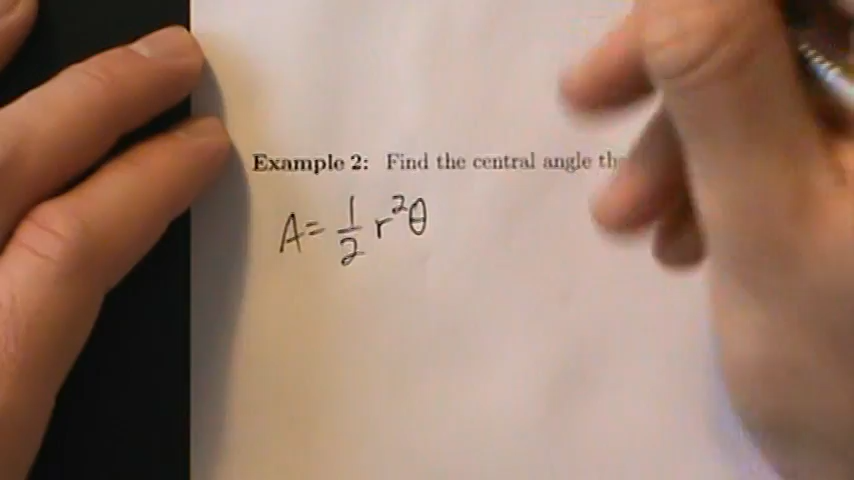 Example 2: Find the central angle
A = 1/2 r²θ